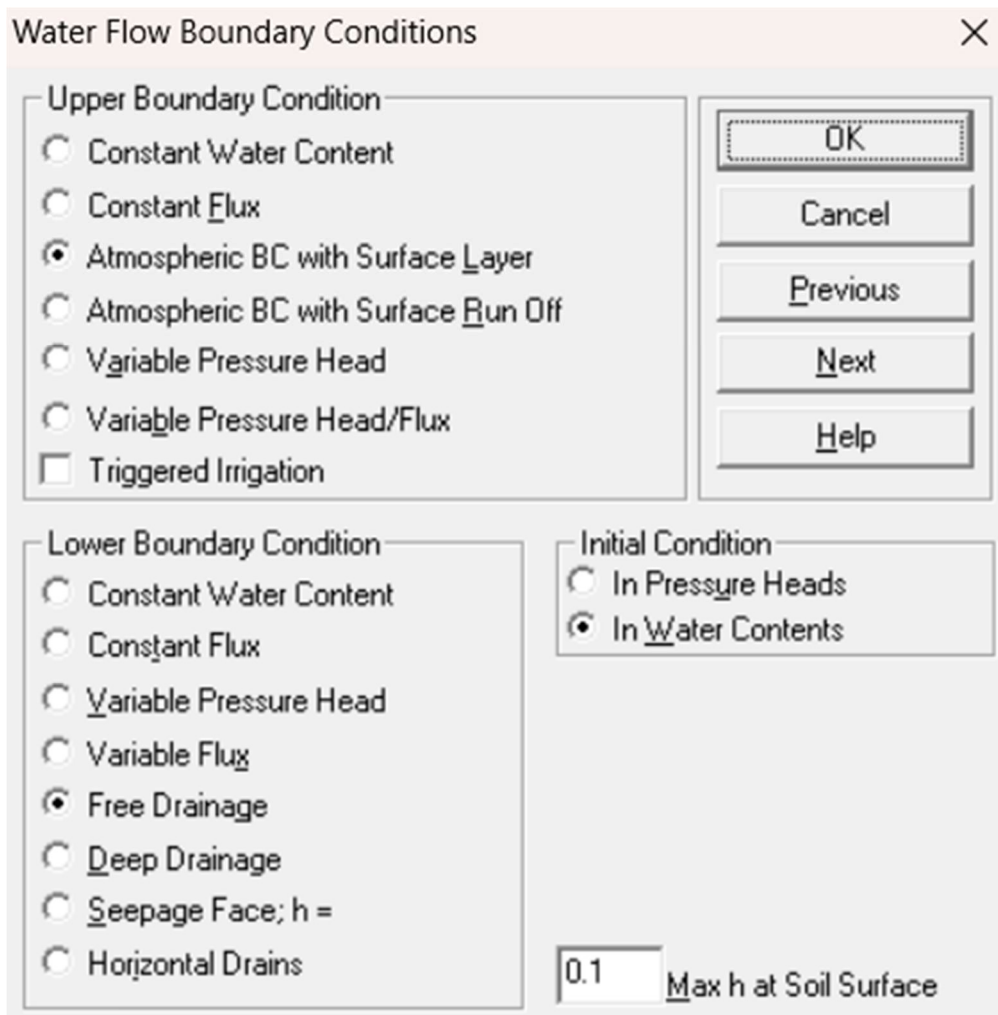 Water Flow Boundary Conditions
Upper Boundary Condition
Constant Water Content
Constant Flux
Atmospheric BC with Surface Layer
Atmospheric BC with Surface Run Off
Variable Pressure Head
Variable Pressure Head/Flux
Triggered Irrigation
OK
Cancel
Previous
Next
Help
Lower Boundary Condition
Constant Water Content
Constant Flux
Variable Pressure Head
Variable Flux
Free Drainage
Deep Drainage
Seepage Face; h =
Horizontal Drains
Initial Condition
In Pressure Heads
In Water Contents
0.1 Max h at Soil Surface